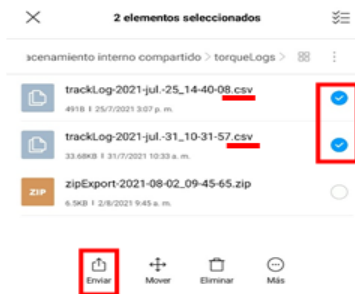 2 elementos seleccionados
acenamiento interno compartido > torqueLogs >
trackLog-2021-jul.-25_14-40-08.csv
491B | 25/7/2021 3:07 p. m.
trackLog-2021-jul.-31_10-31-57.csv
33.68KB | 31/7/2021 10:33 a. m.
ZIP zipExport-2021-08-02_09-45-65.zip
6.5KB | 2/8/2021 9:45 a. m.
Enviar Mover Eliminar Más